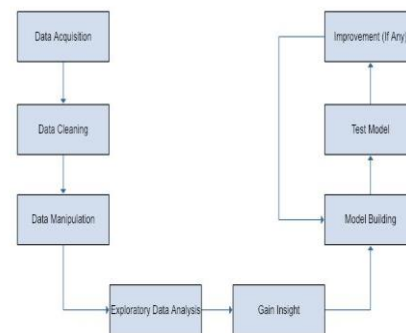 Data Acquisition
Data Cleaning
Data Manipulation
Exploratory Data Analysis
Gain Insight
Model Building
Test Model
Improvement (If Any)